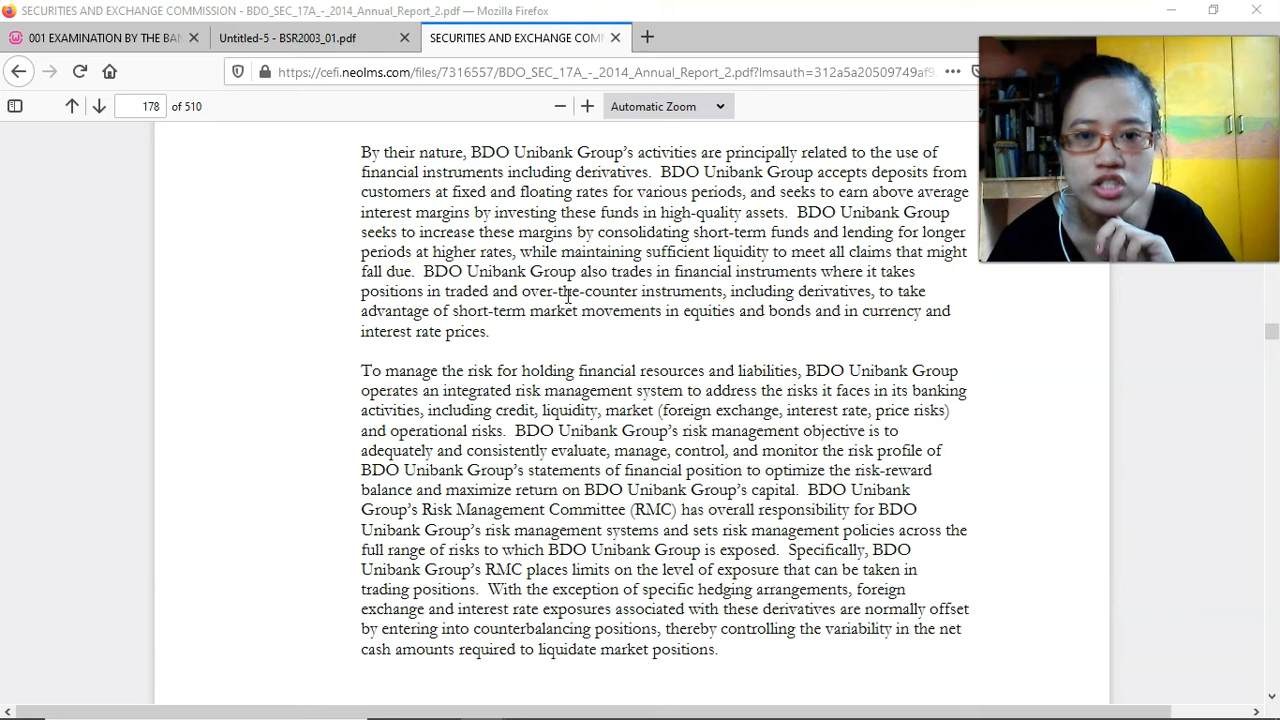 SECURITIES AND EXCHANGE COMMISSION - BDO_SEC_17A_-_2014_Annual_Report_2.pdf - Mozilla Firefox
001 EXAMINATION BY THE BAN
Untitled-5 - BSR2003_01.pdf
SECURITIES AND EXCHANGE COMM
https://cefi.neolms.com/files/7316557/BDO_SEC_17A_-_2014_Annual_Report_2.pdf?lmsauth=312a5a20509749af9
178 of 510
Automatic Zoom
By their nature, BDO Unibank Group's activities are principally related to the use of
financial instruments including derivatives. BDO Unibank Group accepts deposits from
customers at fixed and floating rates for various periods, and seeks to earn above average
interest margins by investing these funds in high-quality assets. BDO Unibank Group
seeks to increase these margins by consolidating short-term funds and lending for longer
periods at higher rates, while maintaining sufficient liquidity to meet all claims that might
fall due. BDO Unibank Group also trades in financial instruments where it takes
positions in traded and over-the-counter instruments, including derivatives, to take
advantage of short-term market movements in equities and bonds and in currency and
interest rate prices.
To manage the risk for holding financial resources and liabilities, BDO Unibank Group
operates an integrated risk management system to address the risks it faces in its banking
activities, including credit, liquidity, market (foreign exchange, interest rate, price risks)
and operational risks. BDO Unibank Group's risk management objective is to
adequately and consistently evaluate, manage, control, and monitor the risk profile of
BDO Unibank Group's statements of financial position to optimize the risk-reward
balance and maximize return on BDO Unibank Group's capital. BDO Unibank
Group's Risk Management Committee (RMC) has overall responsibility for BDO
Unibank Group's risk management systems and sets risk management policies across the
full range of risks to which BDO Unibank Group is exposed. Specifically, BDO
Unibank Group's RMC places limits on the level of exposure that can be taken in
trading positions. With the exception of specific hedging arrangements, foreign
exchange and interest rate exposures associated with these derivatives are normally offset
by entering into counterbalancing positions, thereby controlling the variability in the net
cash amounts required to liquidate market positions.